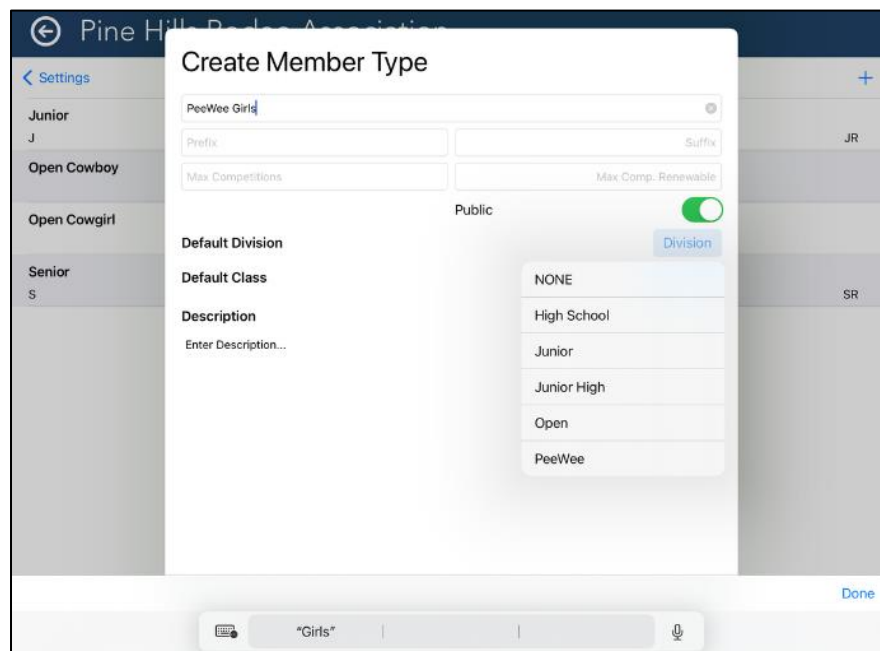 Pine Hills Rodeo Association
Create Member Type
Settings
+
PeeWee Girls
Junior
J
JR
Prefix
Suffix
Open Cowboy
Max Competitions
Max Comp. Renewable
Public
Open Cowgirl
Default Division
Division
Senior
S
SR
Default Class
NONE
Description
High School
Enter Description...
Junior
Junior High
Open
PeeWee
Done
"Girls"